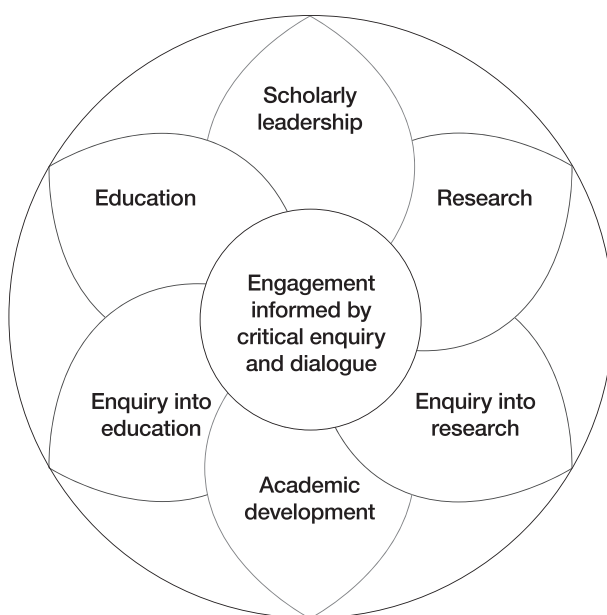 Scholarly
leadership
Education
Research
Engagement
informed by
critical enquiry
and dialogue
Enquiry into
education
Enquiry into
research
Academic
development